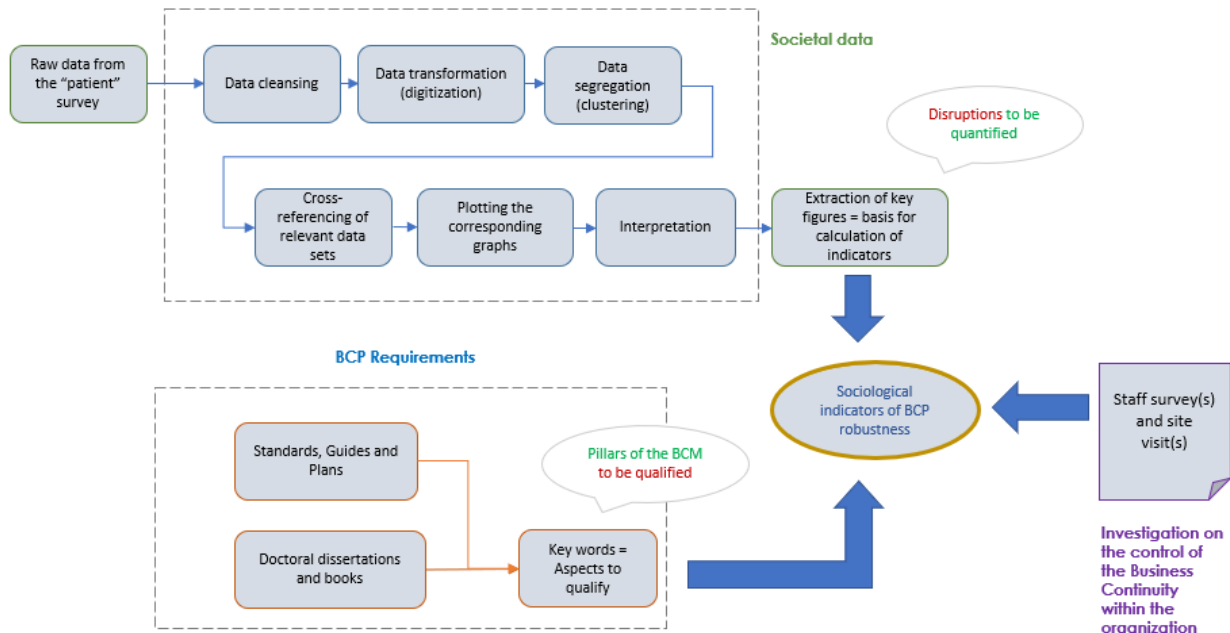 Societal data
Raw data from
the “patient”
survey
Data cleansing
Data transformation
(digitization)
Data
segregation
(clustering)
Disruptions to be
quantified
Cross-
referencing of
relevant data
sets
Plotting the
corresponding
graphs
Interpretation
Extraction of key
figures = basis for
calculation of
indicators
BCP Requirements
Standards, Guides and
Plans
Doctoral dissertations
and books
Pillars of the BCM
to be qualified
Key words =
Aspects to
qualify
Sociological
indicators of BCP
robustness
Staff survey(s)
and site
visit(s)
Investigation on
the control of
the Business
Continuity
within the
organization